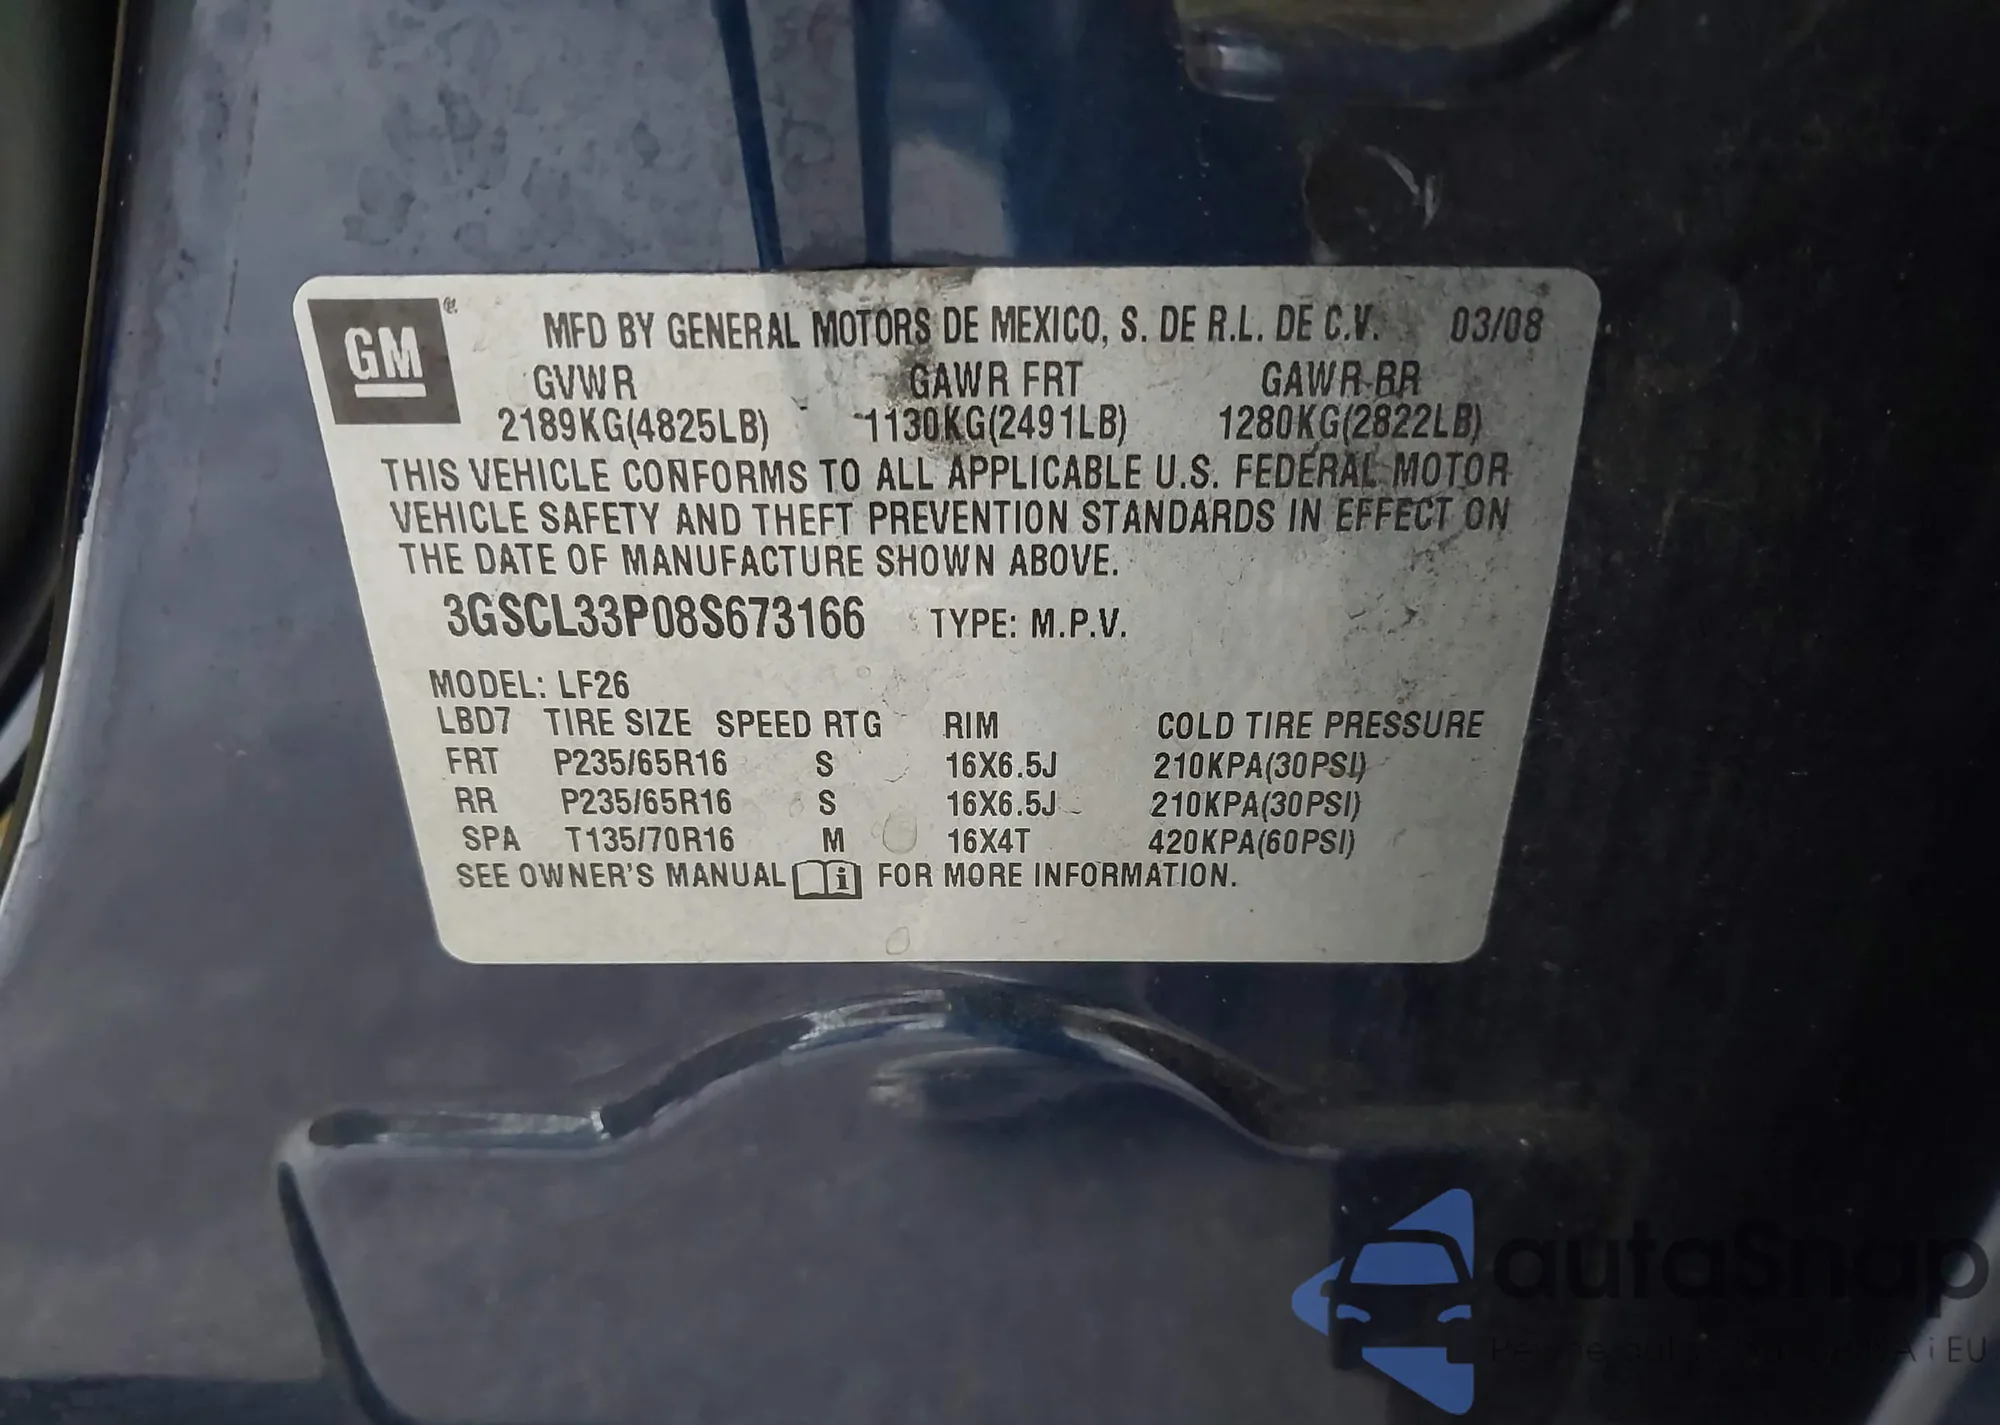 GM
MFD BY GENERAL MOTORS DE MEXICO, S. DE R.L. DE C.V. 03/08
GVWR GAWR FRT GAWR RR
2189KG(4825LB) 1130KG(2491LB) 1280KG(2822LB)
THIS VEHICLE CONFORMS TO ALL APPLICABLE U.S. FEDERAL MOTOR
VEHICLE SAFETY AND THEFT PREVENTION STANDARDS IN EFFECT ON
THE DATE OF MANUFACTURE SHOWN ABOVE.
3GSCL33P08S673166 TYPE: M.P.V.
MODEL: LF26
LBD7 TIRE SIZE SPEED RTG RIM COLD TIRE PRESSURE
FRT P235/65R16 S 16X6.5J 210KPA(30PSI)
RR P235/65R16 S 16X6.5J 210KPA(30PSI)
SPA T135/70R16 M 16X4T 420KPA(60PSI)
SEE OWNER'S MANUAL i FOR MORE INFORMATION.
autaSnap
i EU